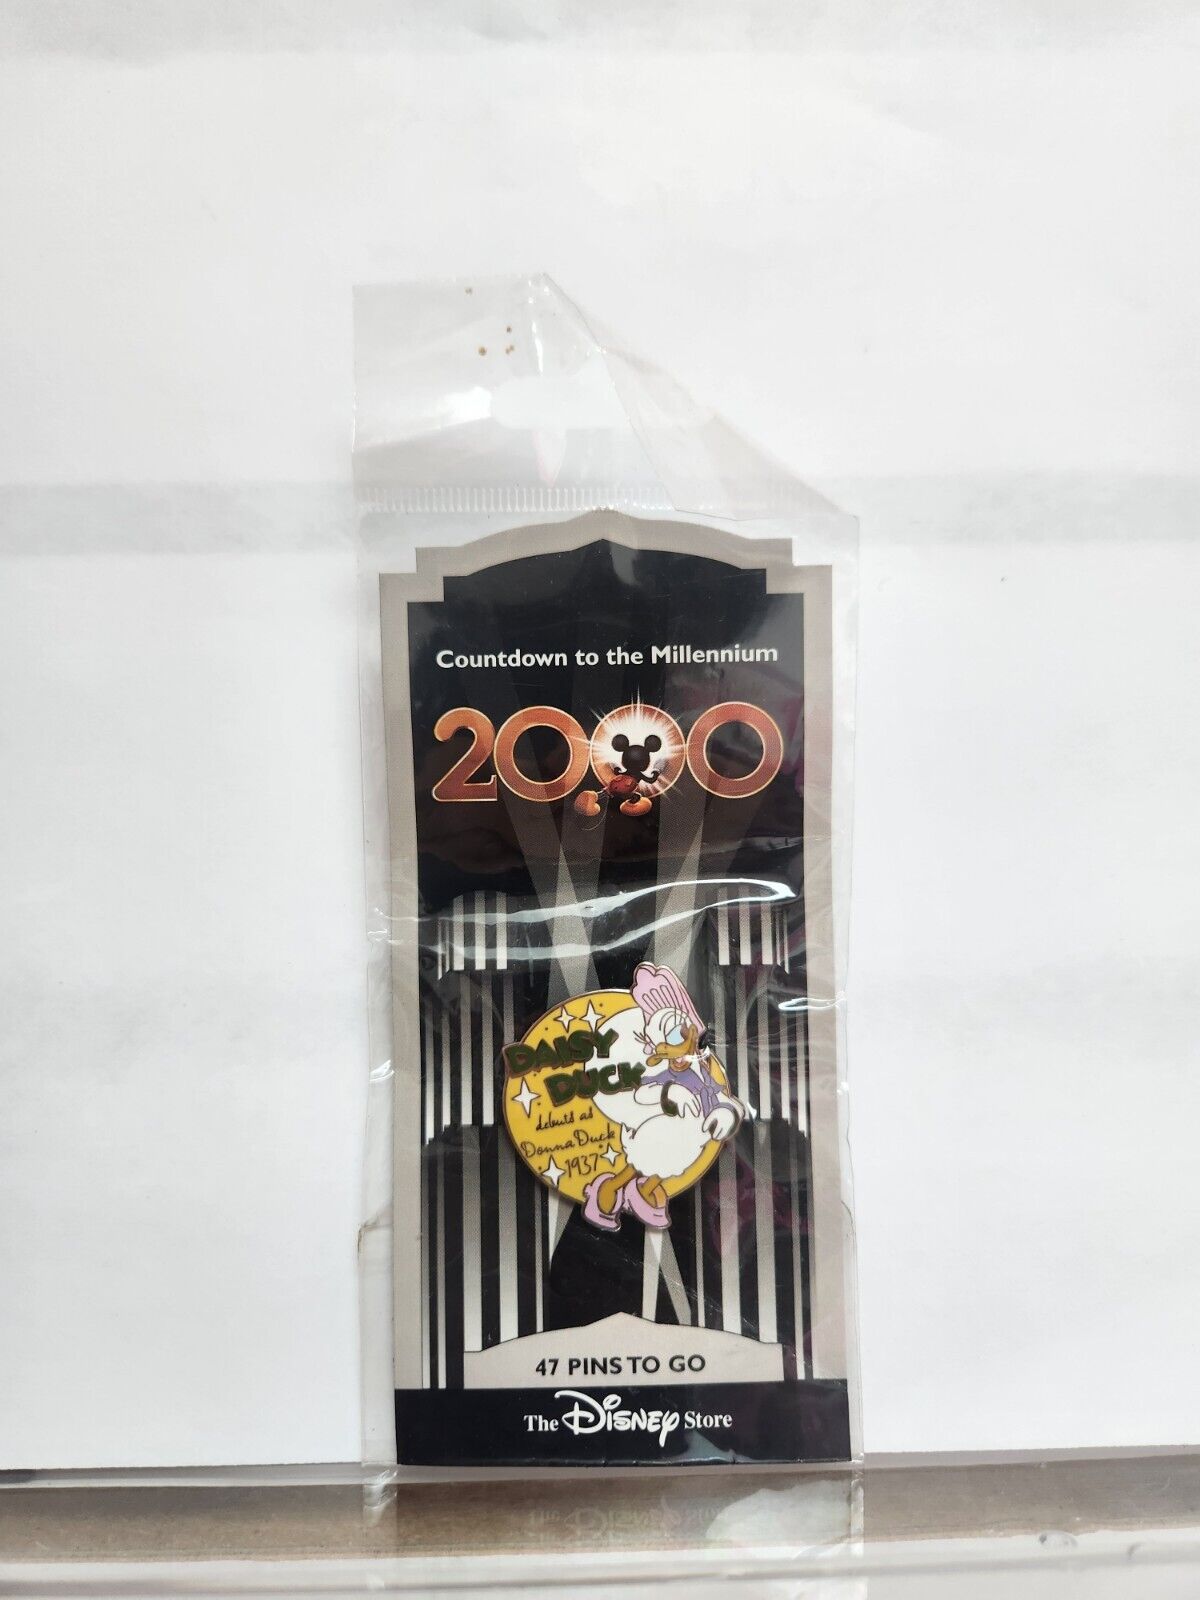 Countdown to the Millennium
2000
DAISY
DUCK
debuts as
Donna Duck
1937
47 PINS TO GO
The Disney Store